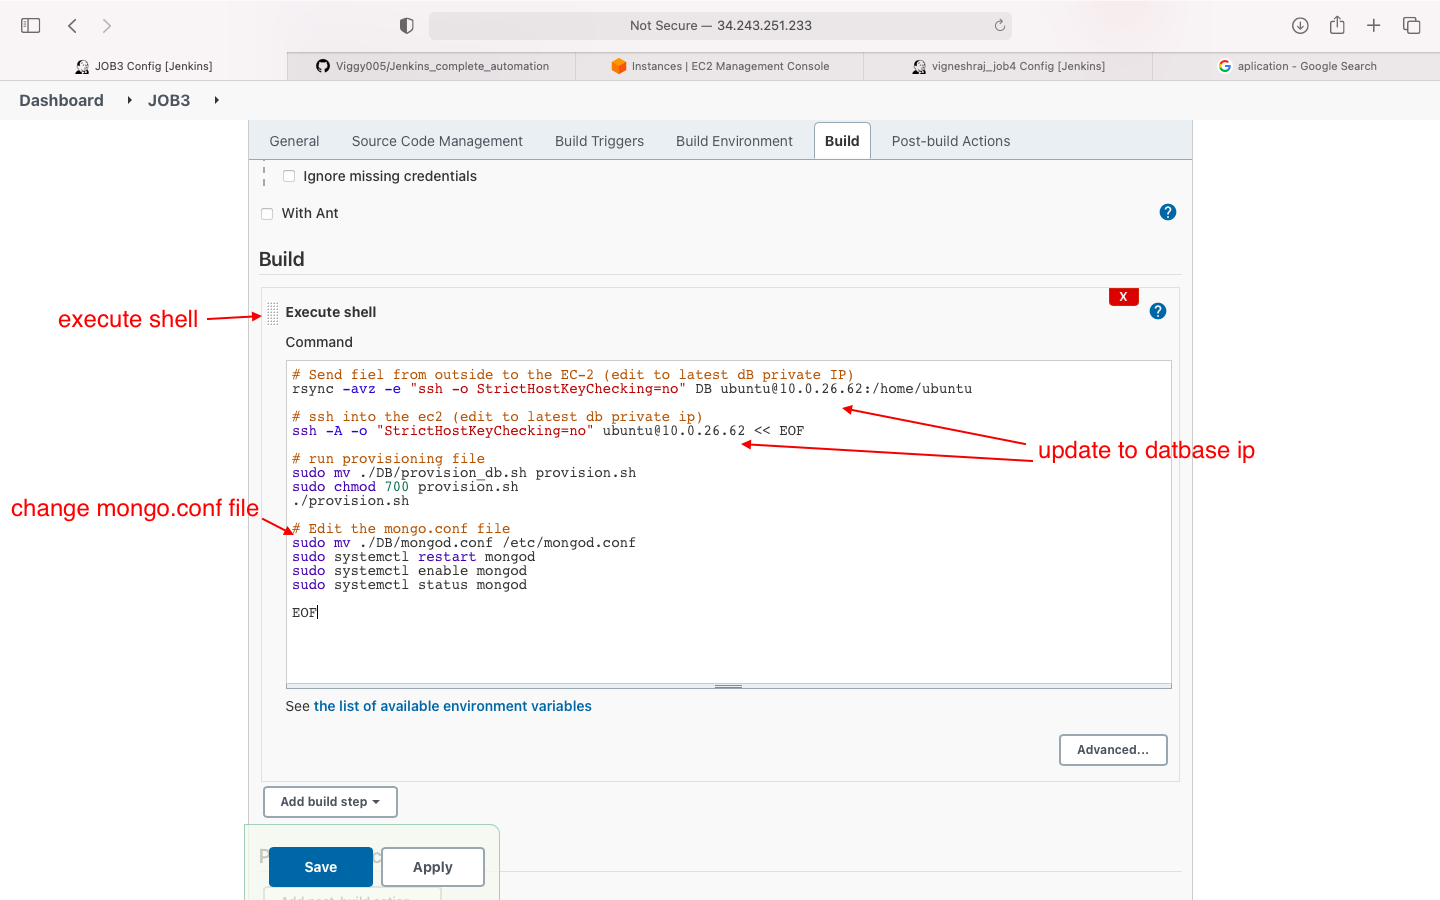 Not Secure — 34.243.251.233
JOB3 Config [Jenkins]
Viggy005/Jenkins_complete_automation
Instances | EC2 Management Console
vigneshraj_job4 Config [Jenkins]
aplication - Google Search
Dashboard
JOB3
General
Source Code Management
Build Triggers
Build Environment
Build
Post-build Actions
Ignore missing credentials
With Ant
?
Build
execute shell
Execute shell
X
?
Command
# Send fiel from outside to the EC-2 (edit to latest dB private IP)
rsync -avz -e "ssh -o StrictHostKeyChecking=no" DB ubuntu@10.0.26.62:/home/ubuntu
# ssh into the ec2 (edit to latest db private ip)
ssh -A -o "StrictHostKeyChecking=no" ubuntu@10.0.26.62 << EOF
update to datbase ip
# run provisioning file
sudo mv ./DB/provision_db.sh provision.sh
sudo chmod 700 provision.sh
./provision.sh
change mongo.conf file
# Edit the mongo.conf file
sudo mv ./DB/mongod.conf /etc/mongod.conf
sudo systemctl restart mongod
sudo systemctl enable mongod
sudo systemctl status mongod
EOF
See the list of available environment variables
Advanced...
Add build step
Save
Apply